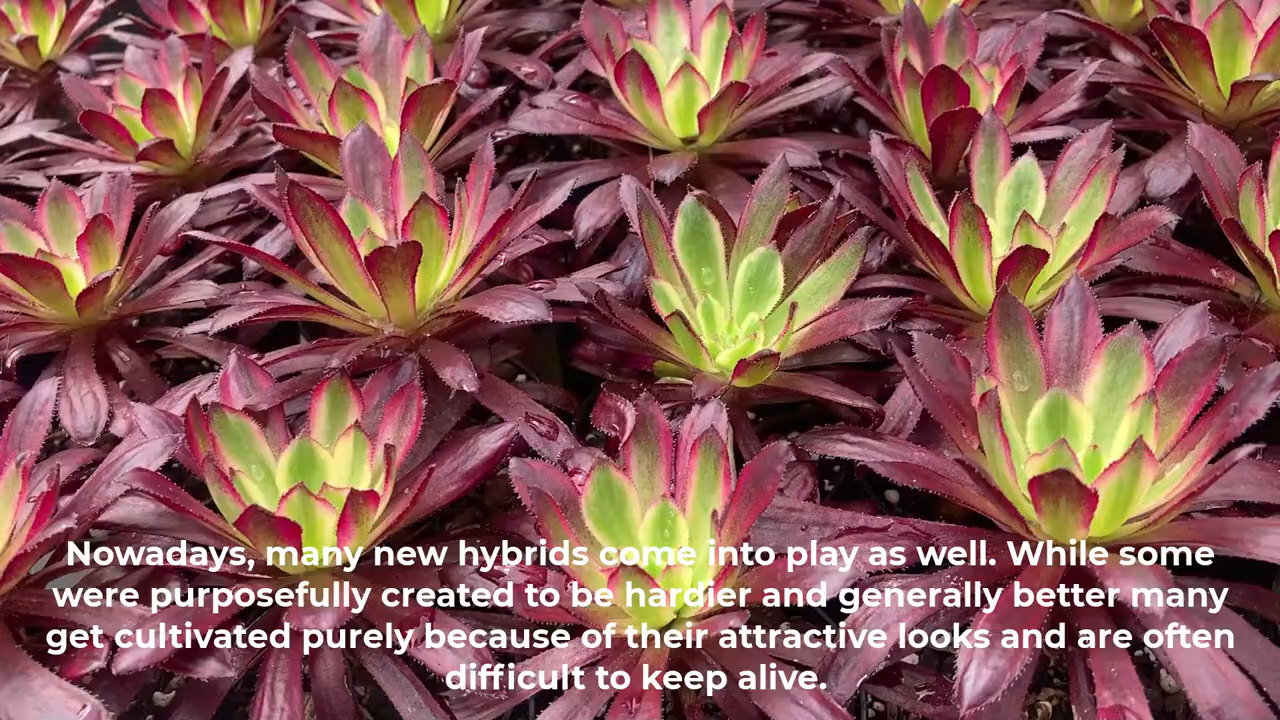 Nowadays, many new hybrids come into play as well. While some
were purposefully created to be hardier and generally better many
get cultivated purely because of their attractive looks and are often
difficult to keep alive.